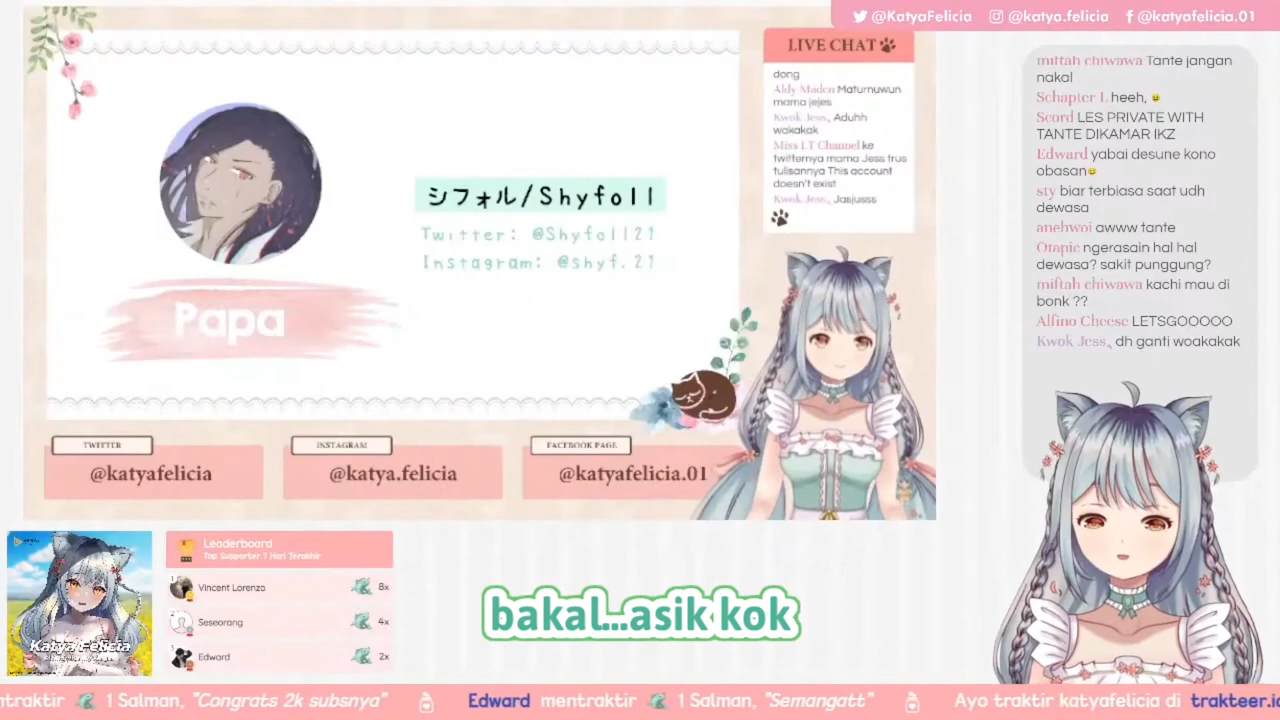 @KatyaFelicia @katya.felicia @katyafelicia.01
LIVE CHAT
dong
Aldy Maden Maturnuwun
mama jejes
Kwok Jess, Aduhh
wakakak
Miss LT Channel ke
twitternya mama Jess trus
tulisannya This account
doesn't exist
Kwok Jess, Jasjusss
シフォル/Shyfoll
Twitter: @Shyfoll21
Instagram: @shyf.21
Papa
TWITTER
@katyafelicia
INSTAGRAM
@katya.felicia
FACEBOOK PAGE
@katyafelicia.01
miftah chiwawa Tante jangan
nakal
Schapter L heeh,
Scord LES PRIVATE WITH
TANTE DIKAMAR IKZ
Edward yabai desune kono
obasan
sty biar terbiasa saat udh
dewasa
anehwoi awww tante
Otapic ngerasain hal hal
dewasa? sakit punggung?
miftah chiwawa kachi mau di
bonk ??
Alfino Cheese LETSGOOOOO
Kwok Jess, dh ganti woakakak
Katya Felicia
Leaderboard
Top Supporter 7 Hari Terakhir
1 Vincent Lorenzo 8x
Seseorang 4x
Edward 2x
bakal...asik kok
ntraktir 1 Salman, "Congrats 2k subsnya" Edward mentraktir 1 Salman, "Semangatt" Ayo traktir katyafelicia di trakteer.i